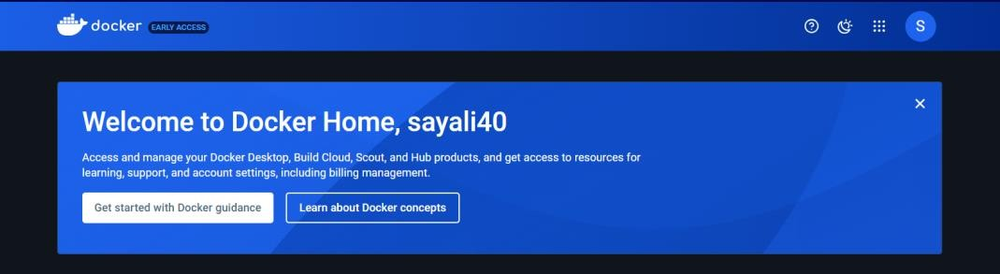 docker EARLY ACCESS
S
Welcome to Docker Home, sayali40
Access and manage your Docker Desktop, Build Cloud, Scout, and Hub products, and get access to resources for
learning, support, and account settings, including billing management.
Get started with Docker guidance
Learn about Docker concepts